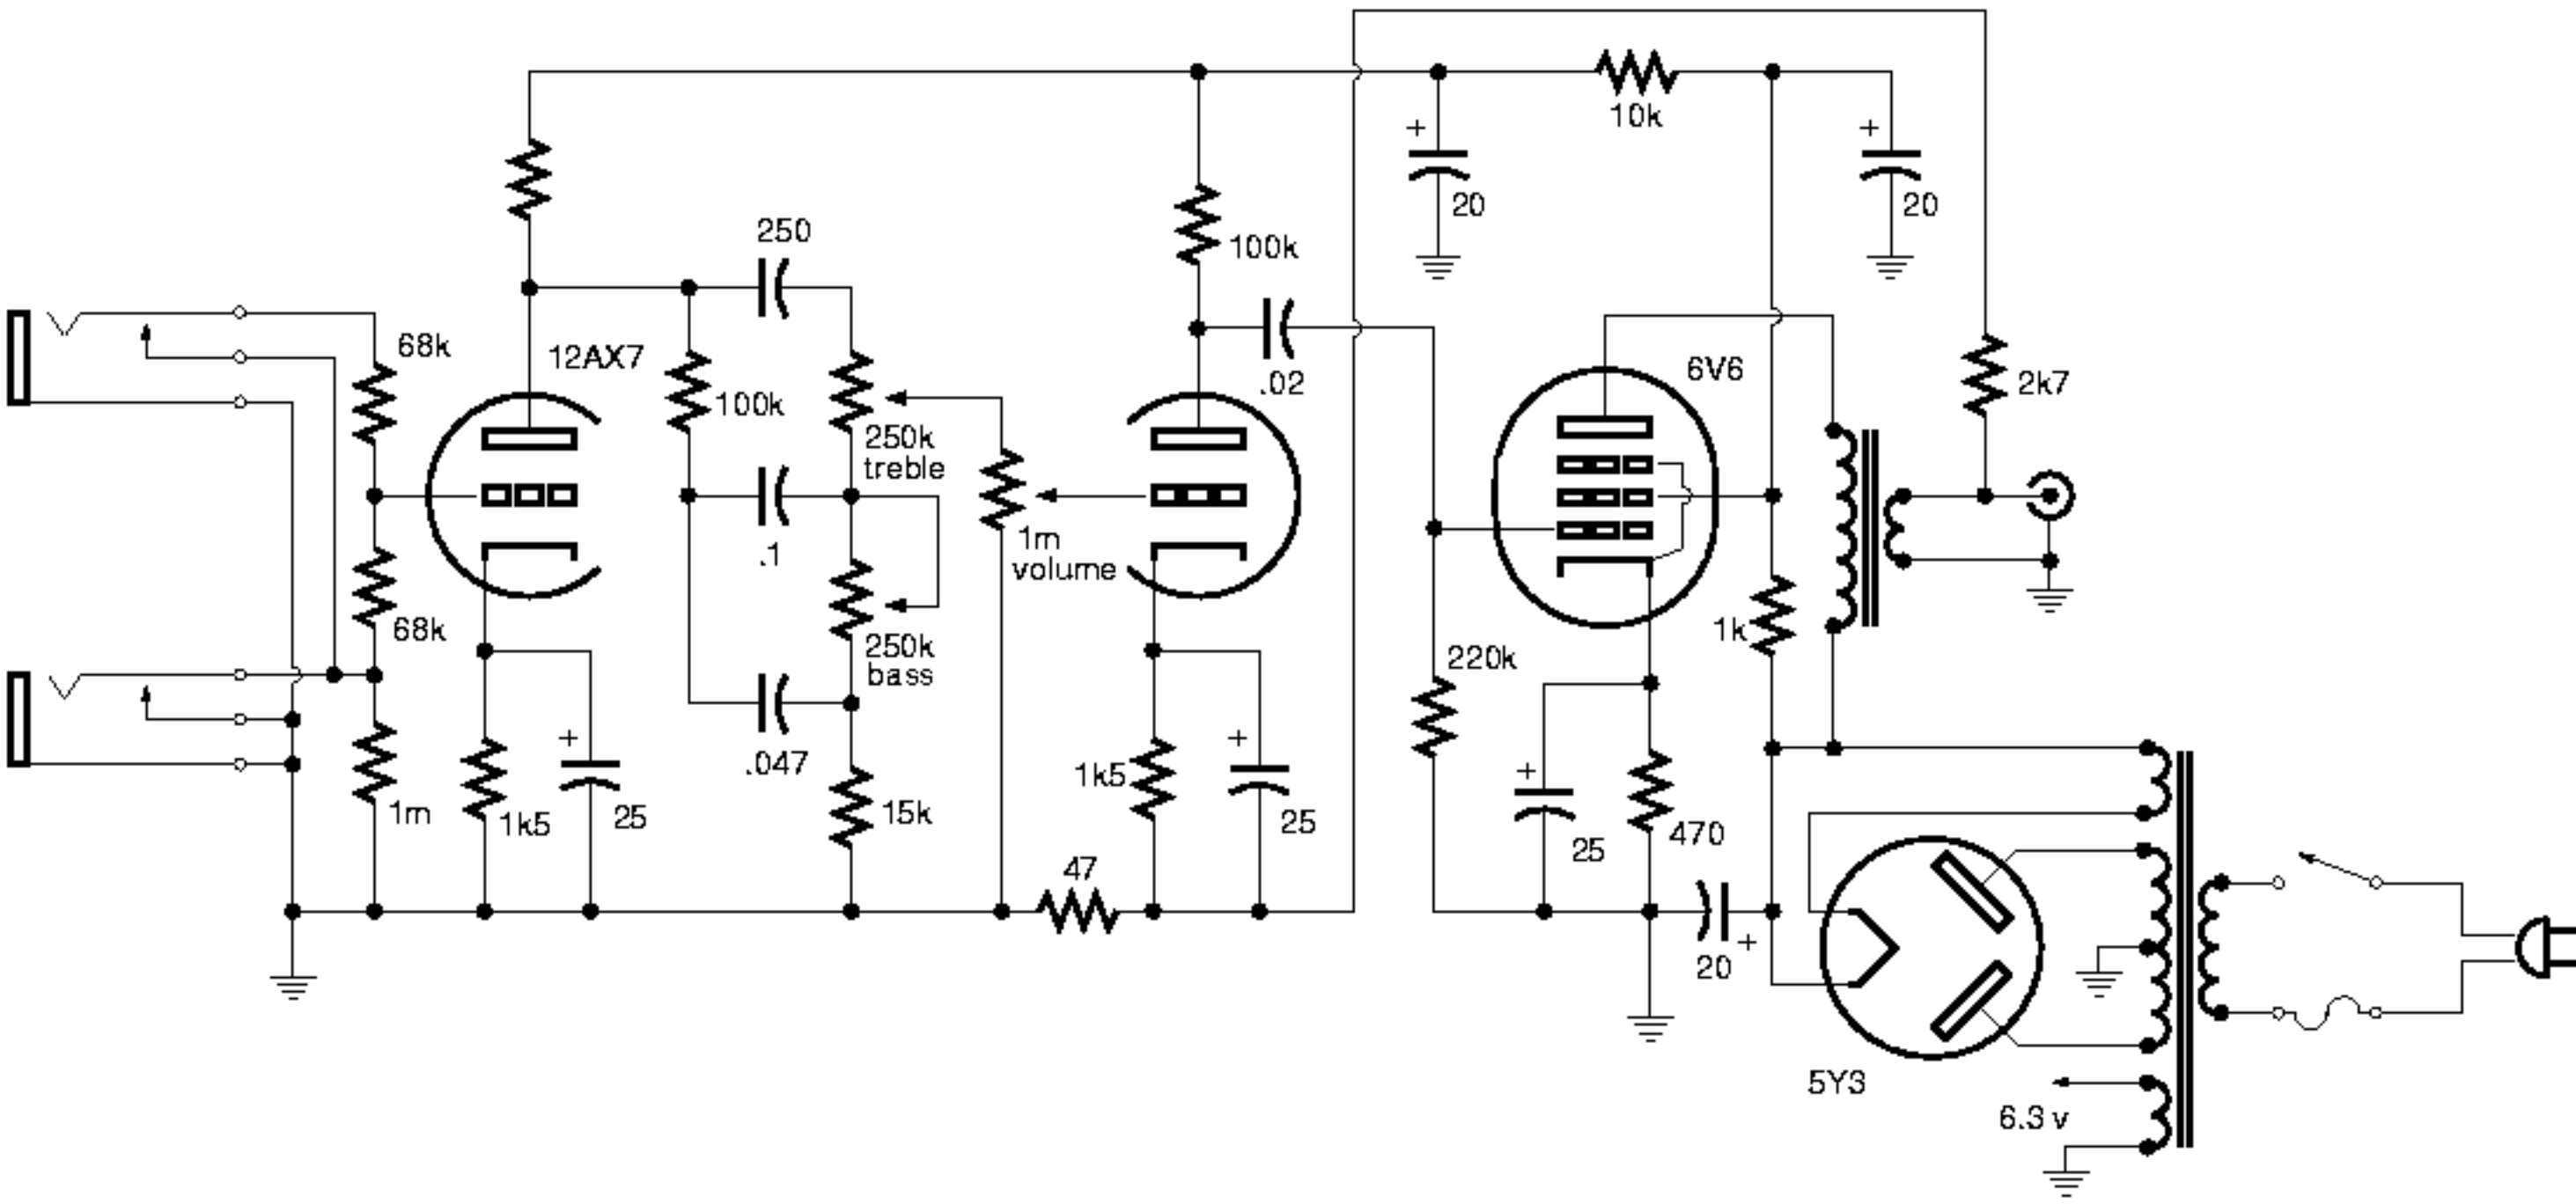 10k
+
20
+
20
250
100k
68k
12AX7
.02
6V6
2k7
100k
250k
treble
.1
1m
volume
68k
250k
bass
1k
220k
.047
+
25
1m
1k5
15k
1k5
+
25
+
25
470
47
20
+
5Y3
6.3 v